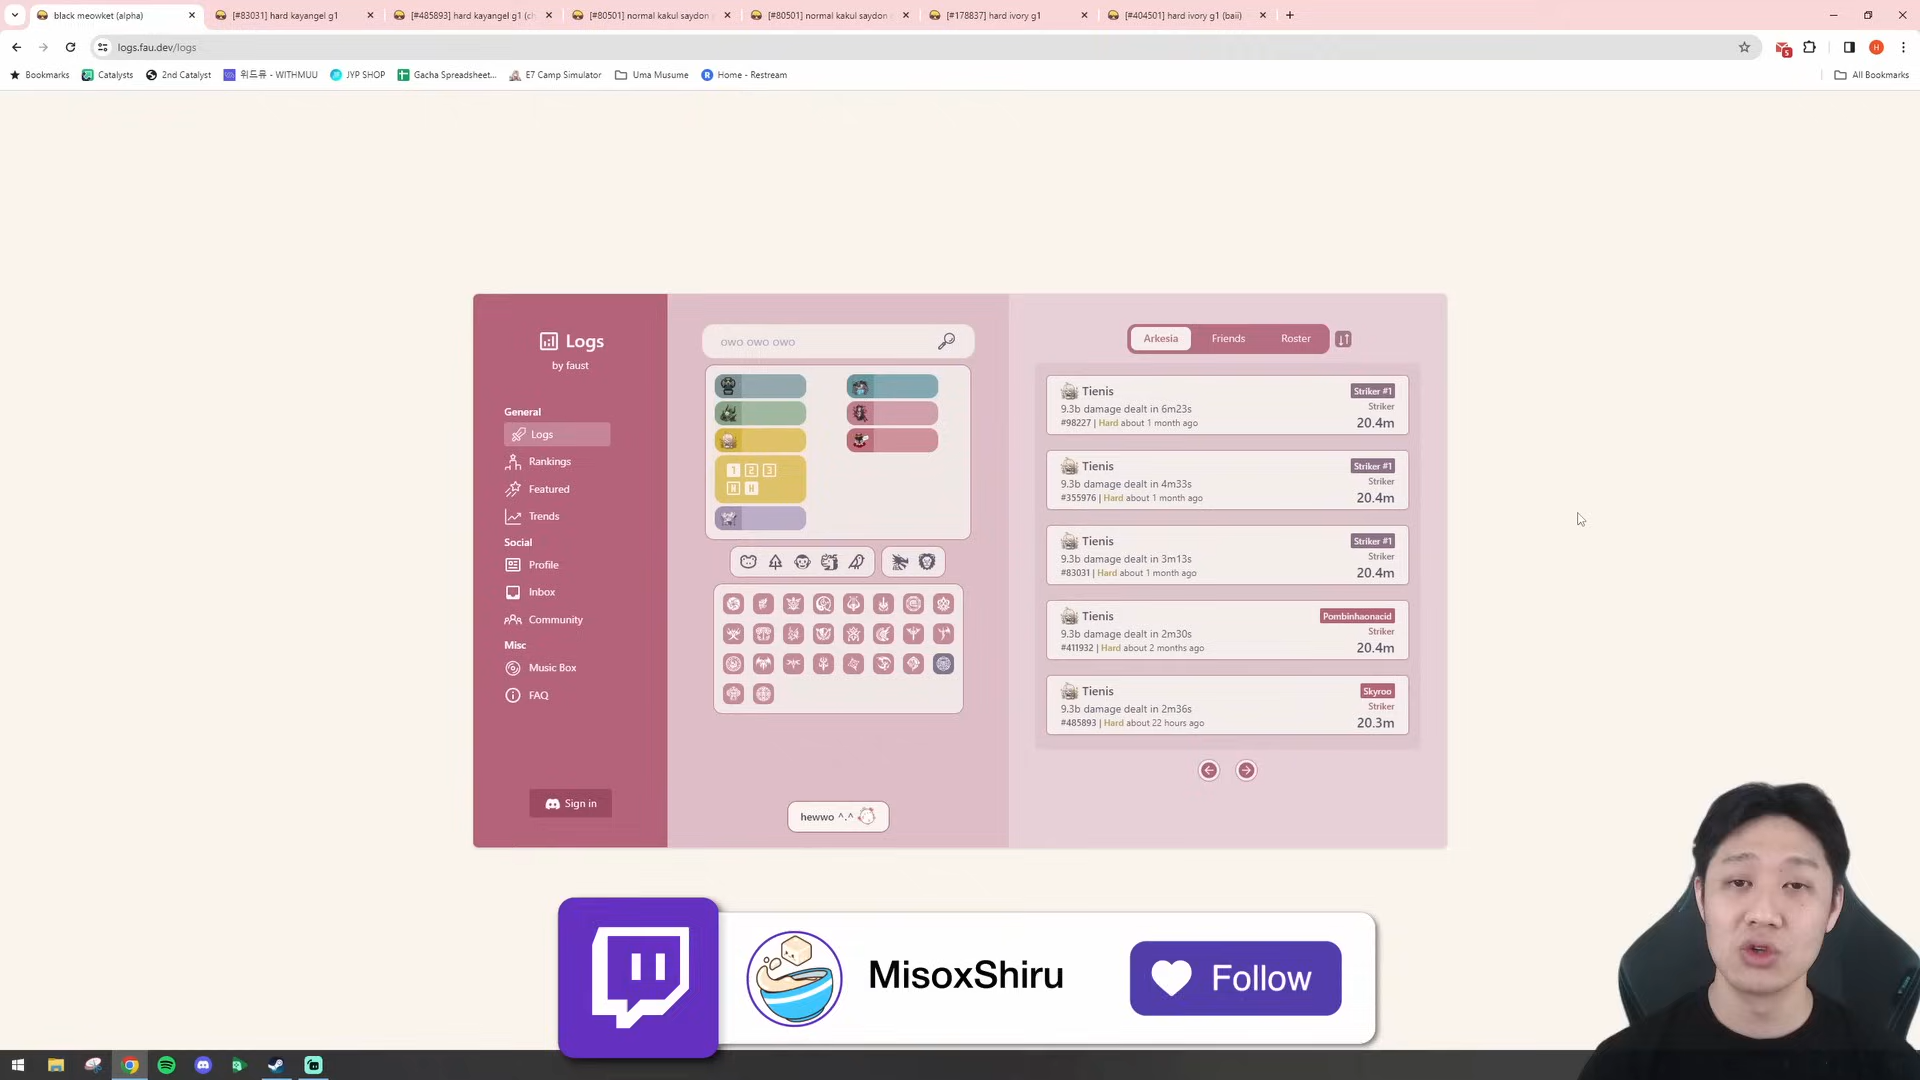 black meowket (alpha)
[#83031] hard kayangel g1
[#485893] hard kayangel g1 (ch
[#80501] normal kakul saydon
[#80501] normal kakul saydon
[#178837] hard ivory g1
[#404501] hard ivory g1 (baii)
logs.fau.dev/logs
5
H
Bookmarks
Catalysts
2nd Catalyst
위드뮤 - WITHMUU
JYP SHOP
Gacha Spreadsheet...
E7 Camp Simulator
Uma Musume
Home - Restream
All Bookmarks
Logs
by faust
General
Logs
Rankings
Featured
Trends
Social
Profile
Inbox
Community
Misc
Music Box
FAQ
Sign in
owo owo owo
1 2 3
N H
hewwo ^.^
Arkesia
Friends
Roster
Tienis
Striker #1
9.3b damage dealt in 6m23s
Striker
#98227 | Hard about 1 month ago
20.4m
Tienis
Striker #1
9.3b damage dealt in 4m33s
Striker
#355976 | Hard about 1 month ago
20.4m
Tienis
Striker #1
9.3b damage dealt in 3m13s
Striker
#83031 | Hard about 1 month ago
20.4m
Tienis
Pombinhaonacid
9.3b damage dealt in 2m30s
Striker
#411932 | Hard about 2 months ago
20.4m
Tienis
Skyroo
9.3b damage dealt in 2m36s
Striker
#485893 | Hard about 22 hours ago
20.3m
MisoxShiru
Follow